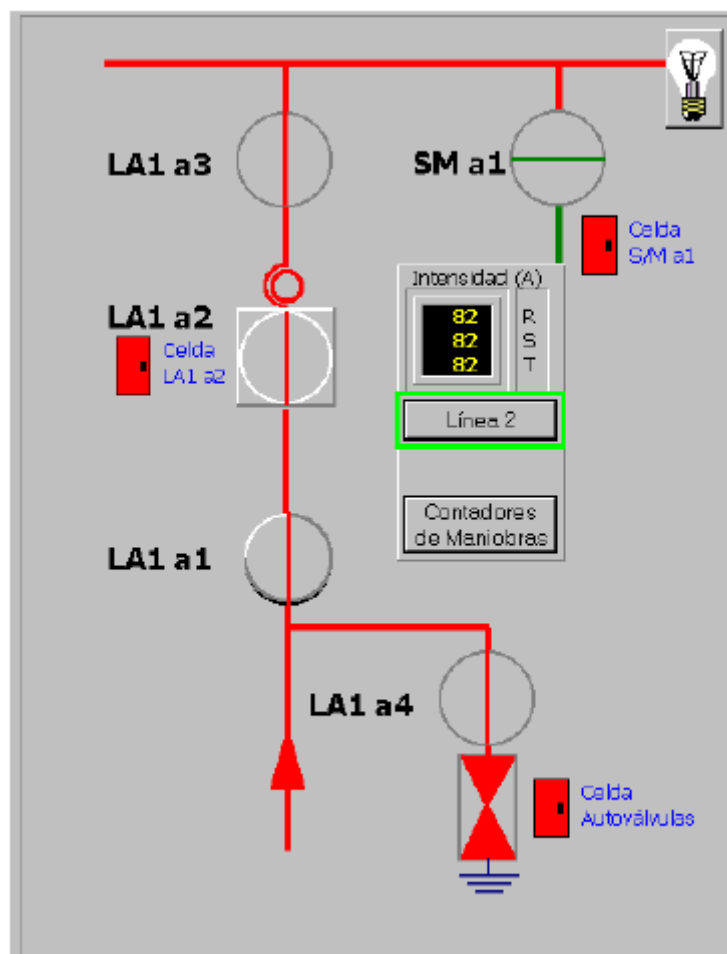 LA1 a3
SM a1
Celda
S/M a1
Intensidad (A)
82 R
82 S
82 T
LA1 a2
Celda
LA1 a2
Línea 2
Contadores
de Maniobras
LA1 a1
LA1 a4
Celda
Autoválvulas